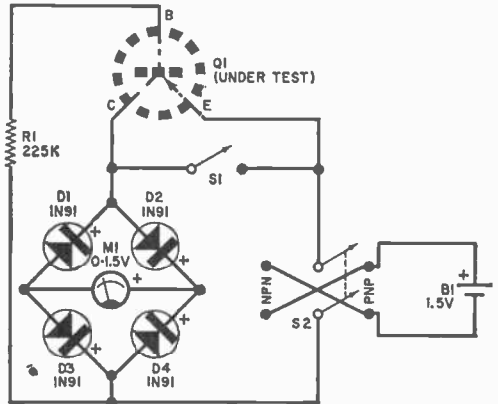 B
Q1
(UNDER TEST)
C
E
R1
225K
S1
D1
1N91
D2
1N91
M1
0-1.5V
+
+
+
NPN
PNP
+
B1
1.5V
S2
+
+
D3
1N91
D4
1N91